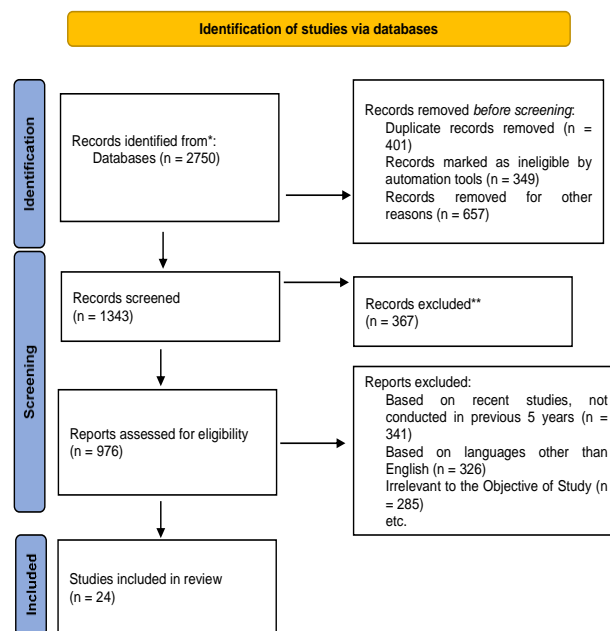 Identification of studies via databases
Identification
Records identified from*:
Databases (n = 2750)
Records removed before screening:
Duplicate records removed (n =
401)
Records marked as ineligible by
automation tools (n = 349)
Records removed for other
reasons (n = 657)
Screening
Records screened
(n = 1343)
Records excluded**
(n = 367)
Reports assessed for eligibility
(n = 976)
Reports excluded:
Based on recent studies, not
conducted in previous 5 years (n =
341)
Based on languages other than
English (n = 326)
Irrelevant to the Objective of Study (n
= 285)
etc.
Included
Studies included in review
(n = 24)